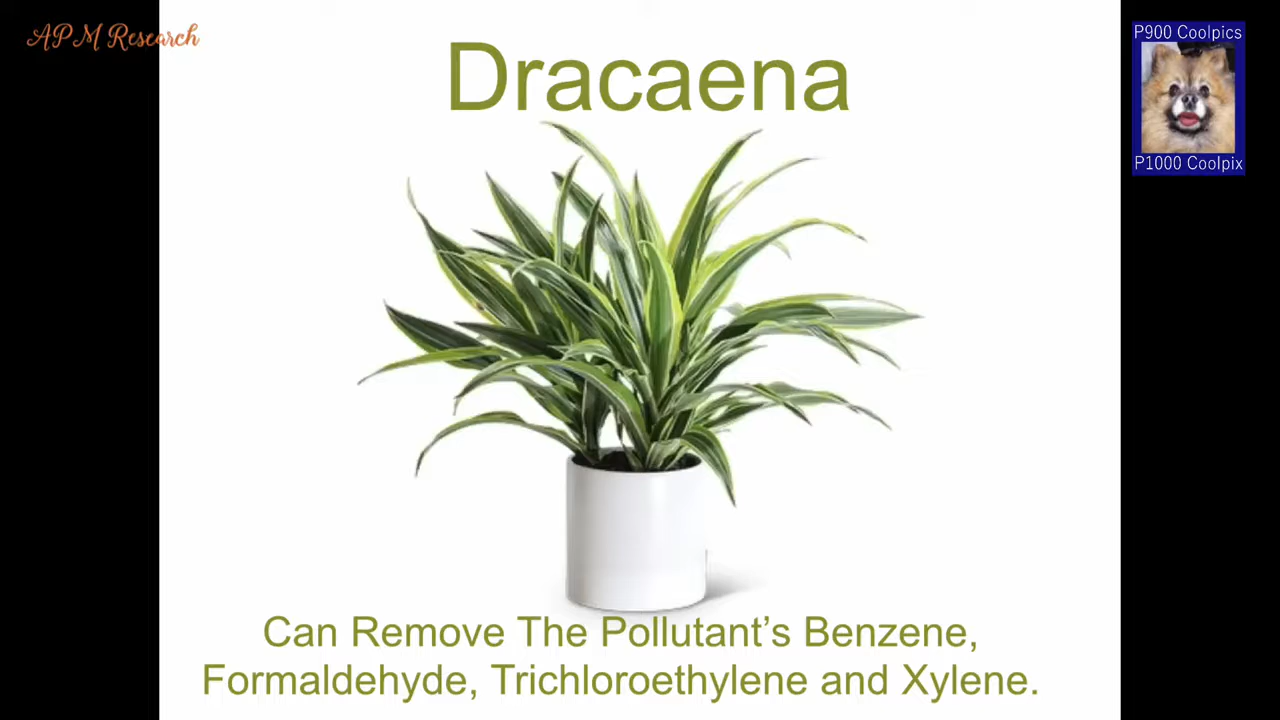 APM Research
Dracaena
P900 Coolpics
P1000 Coolpix
Can Remove The Pollutant’s Benzene,
Formaldehyde, Trichloroethylene and Xylene.